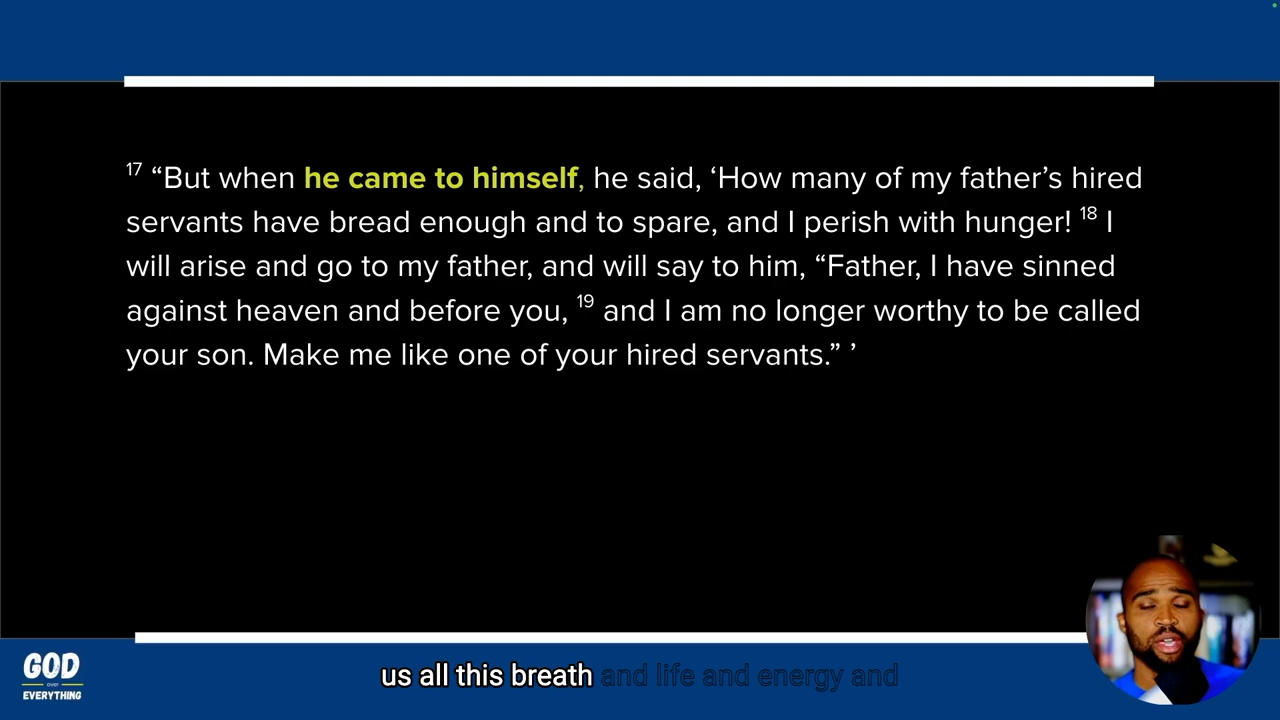 17 “But when he came to himself, he said, ‘How many of my father’s hired
servants have bread enough and to spare, and I perish with hunger! 18 I
will arise and go to my father, and will say to him, “Father, I have sinned
against heaven and before you, 19 and I am no longer worthy to be called
your son. Make me like one of your hired servants.” ’
GOD
OVER
EVERYTHING
us all this breath and life and energy and